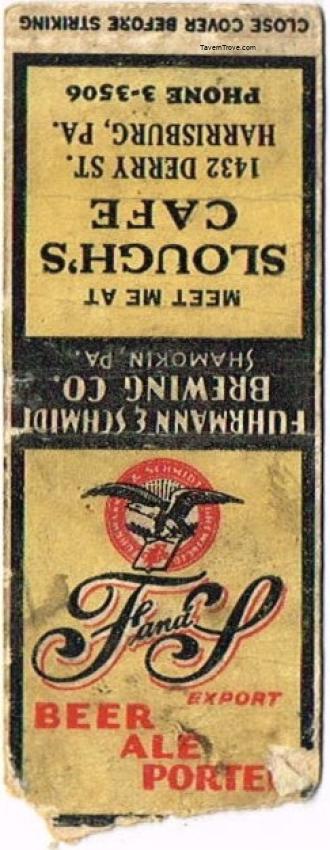 CLOSE COVER BEFORE STRIKING
TavernTrove.com
MEET ME AT
SLOUGH'S
CAFE
1432 DERRY ST.
HARRISBURG, PA.
PHONE 3-3506
FUHRMANN & SCHMIDT
BREWING CO.
SHAMOKIN, PA.
& SCHMIDT
F and S
EXPORT
BEER
ALE
PORTE